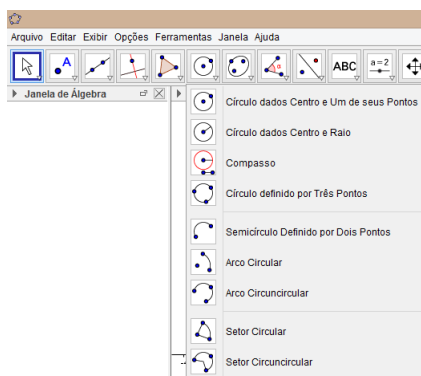 Arquivo Editar Exibir Opções Ferramentas Janela Ajuda
A
α
ABC
a=2
Janela de Álgebra
Círculo dados Centro e Um de seus Pontos
Círculo dados Centro e Raio
Compasso
Círculo definido por Três Pontos
Semicírculo Definido por Dois Pontos
Arco Circular
Arco Circuncircular
Setor Circular
Setor Circuncircular